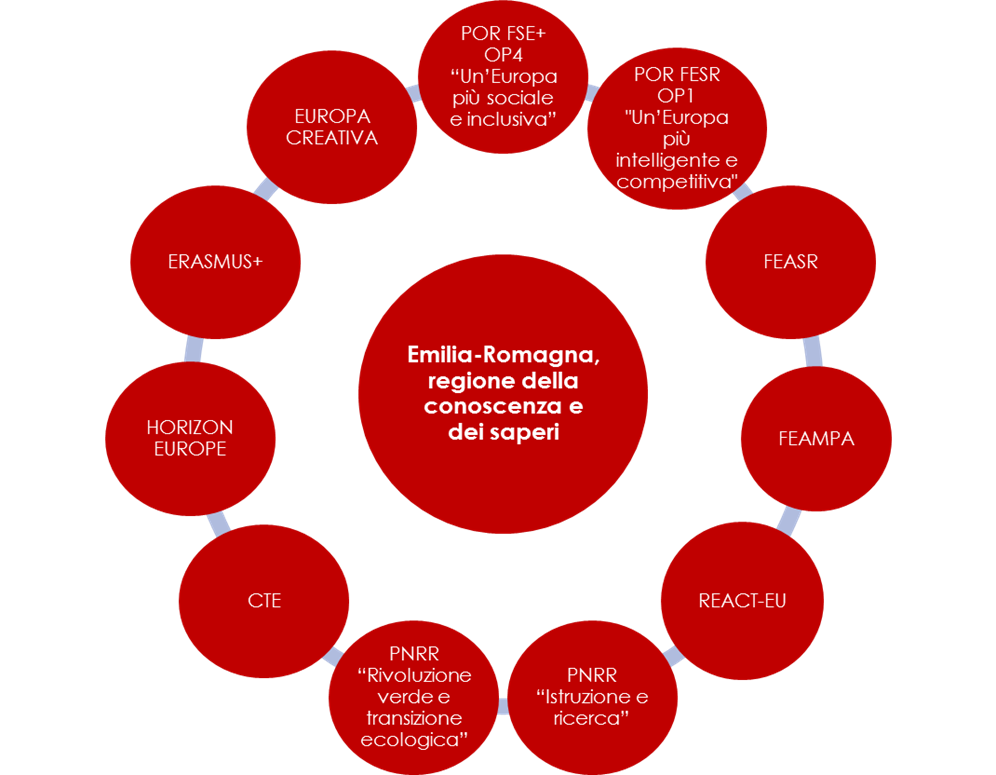 POR FSE+
OP4
“Un’Europa
più sociale
e inclusiva”
POR FESR
OP1
"Un’Europa
più
intelligente e
competitiva"
FEASR
FEAMPA
REACT-EU
PNRR
“Istruzione e
ricerca”
PNRR
“Rivoluzione
verde e
transizione
ecologica”
CTE
HORIZON
EUROPE
ERASMUS+
EUROPA
CREATIVA
Emilia-Romagna,
regione della
conoscenza e
dei saperi